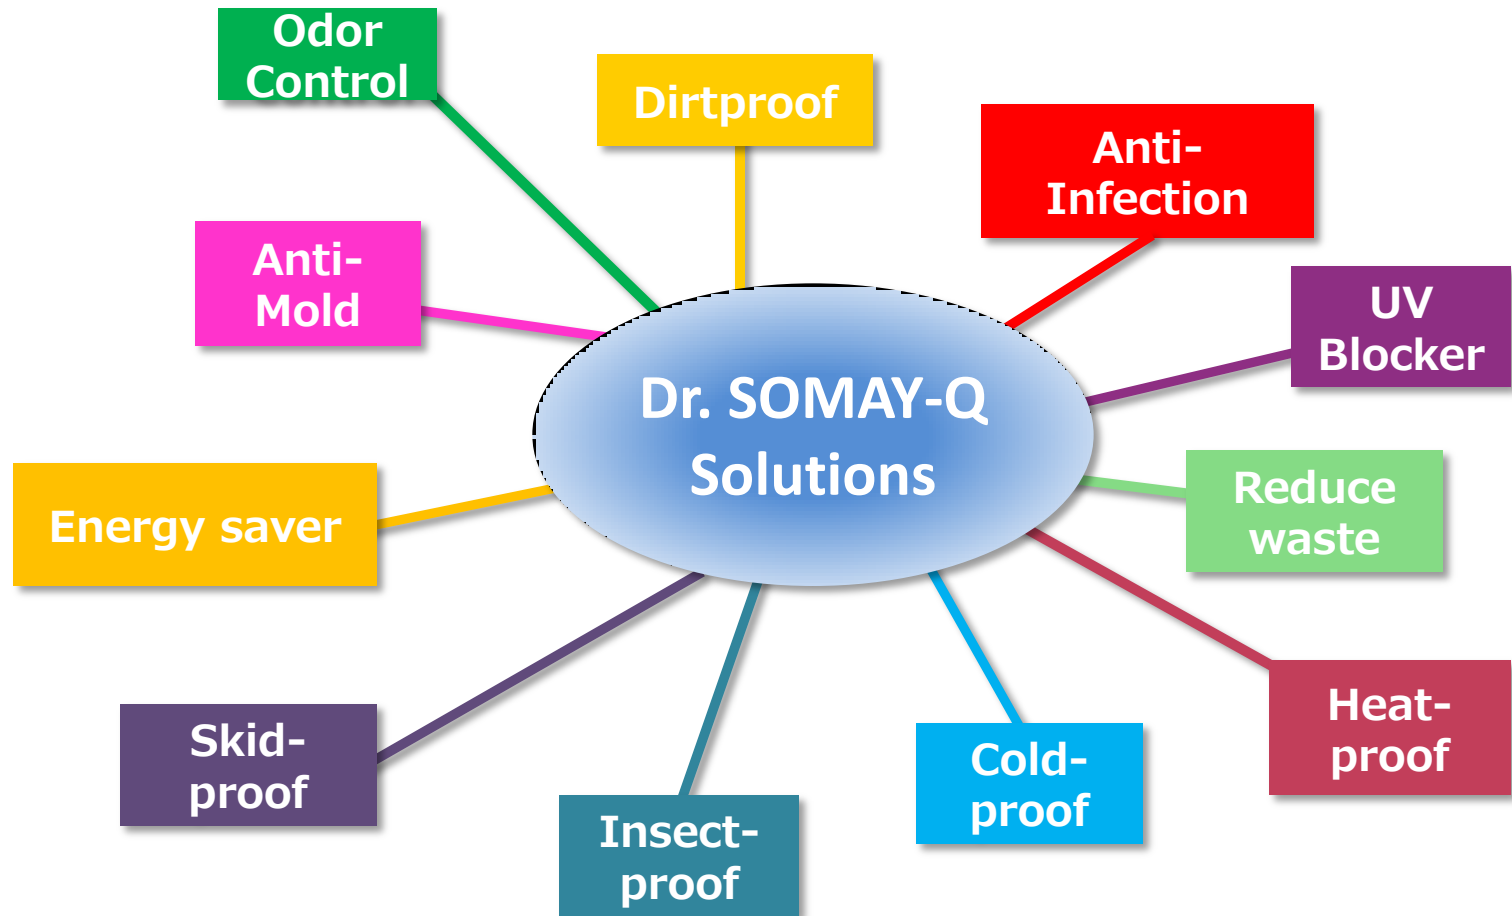 Odor
Control
Dirtproof
Anti-
Infection
Anti-
Mold
UV
Blocker
Dr. SOMAY-Q
Solutions
Reduce
waste
Energy saver
Heat-
proof
Skid-
proof
Cold-
proof
Insect-
proof